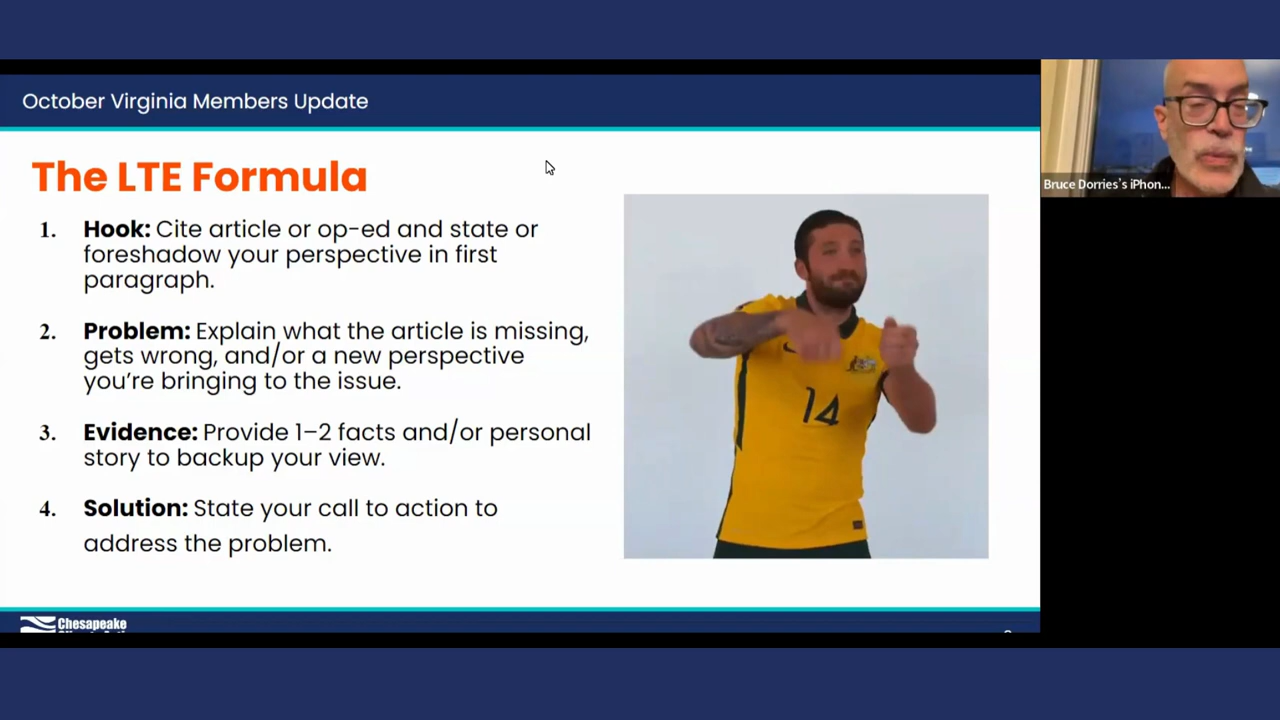 October Virginia Members Update
The LTE Formula
1. Hook: Cite article or op-ed and state or
foreshadow your perspective in first
paragraph.
2. Problem: Explain what the article is missing,
gets wrong, and/or a new perspective
you’re bringing to the issue.
3. Evidence: Provide 1–2 facts and/or personal
story to backup your view.
4. Solution: State your call to action to
address the problem.
14
Chesapeake
Bruce Dorries's iPhon...